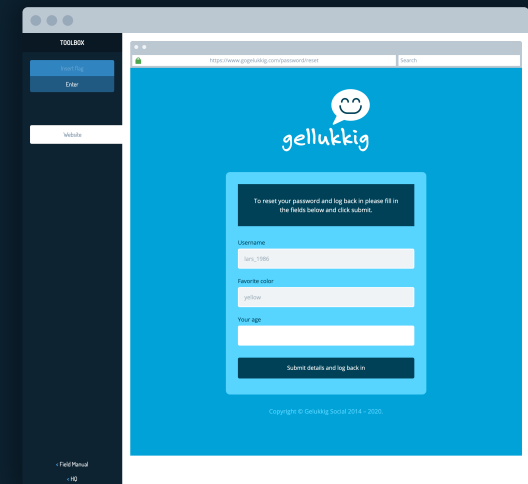 TOOLBOX
Insert flag
Enter
Website
https://www.gogelukkig.com/password/reset
Search
gellukkig
To reset your password and log back in please fill in
the fields below and click submit.
Username
lars_1986
Favorite color
yellow
Your age
Submit details and log back in
Copyright © Gelukkig Social 2014 – 2020.
< Field Manual
< HQ